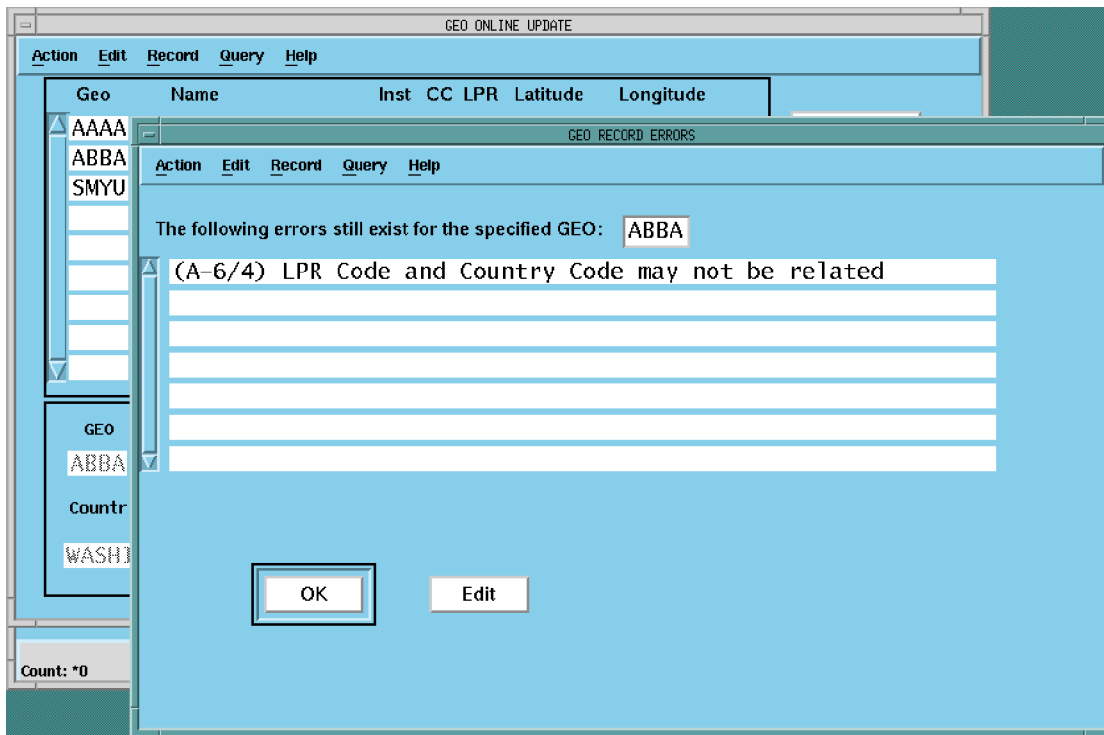 GEO ONLINE UPDATE
Action Edit Record Query Help
Geo Name Inst CC LPR Latitude Longitude
AAAA
ABBA
SMYU
GEO RECORD ERRORS
Action Edit Record Query Help
The following errors still exist for the specified GEO: ABBA
(A-6/4) LPR Code and Country Code may not be related
GEO
ABBA
Countr
WASHI
OK Edit
Count: *0